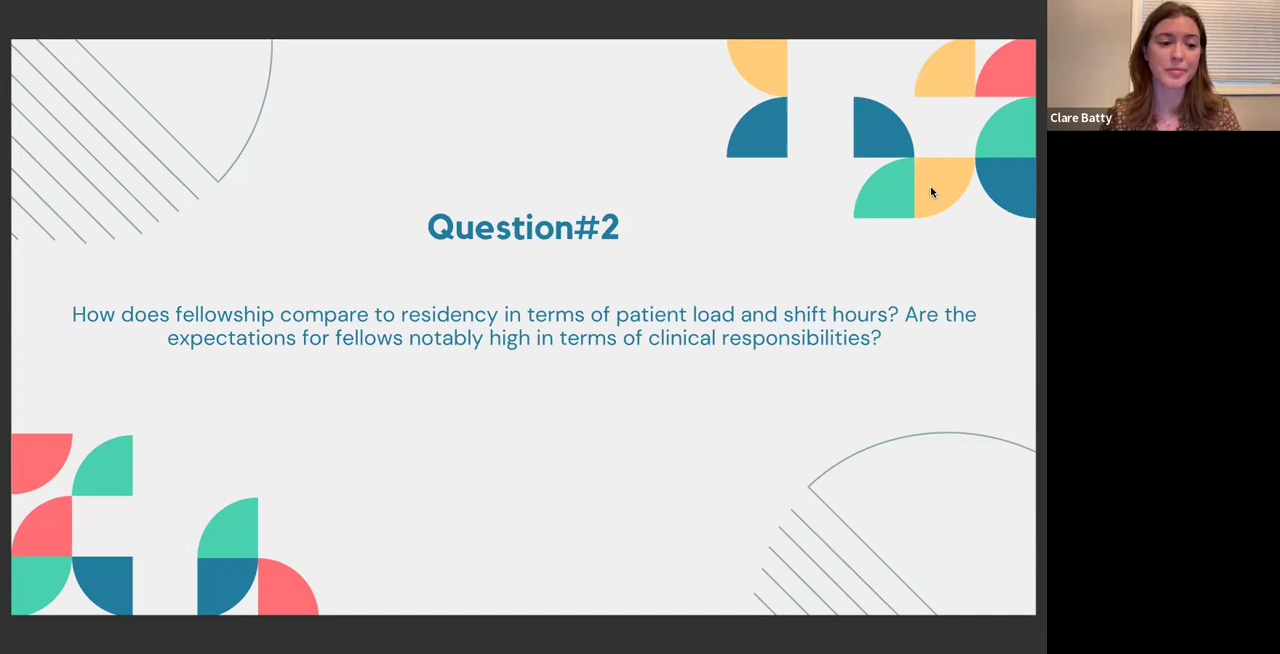 Question#2
How does fellowship compare to residency in terms of patient load and shift hours? Are the
expectations for fellows notably high in terms of clinical responsibilities?
Clare Batty